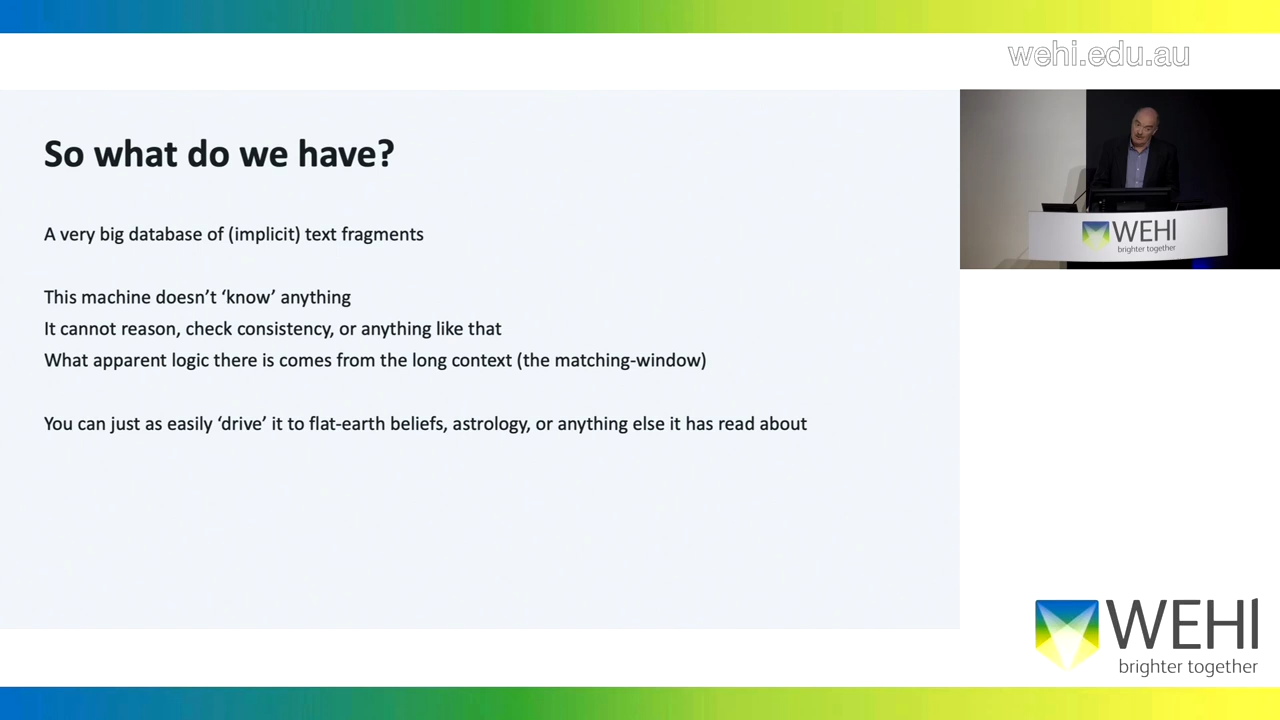 wehi.edu.au
So what do we have?
A very big database of (implicit) text fragments
This machine doesn’t ‘know’ anything
It cannot reason, check consistency, or anything like that
What apparent logic there is comes from the long context (the matching-window)
You can just as easily ‘drive’ it to flat-earth beliefs, astrology, or anything else it has read about
WEHI
brighter together
WEHI
brighter together